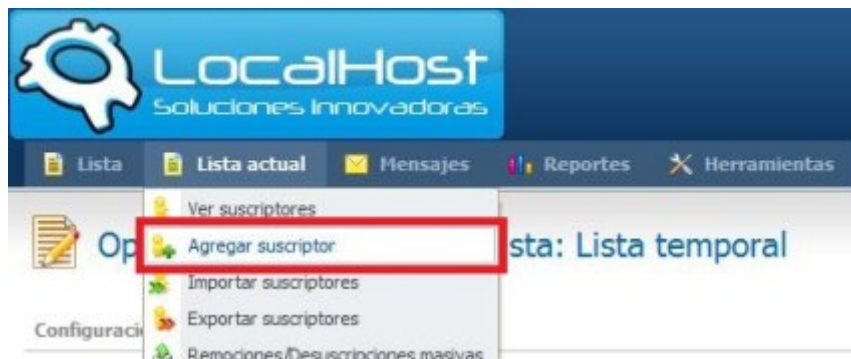 LocalHost
Soluciones Innovadoras
Lista Lista actual Mensajes Reportes Herramientas
Ver suscriptores
Op Agregar suscriptor sta: Lista temporal
Importar suscriptores
Configuraci Exportar suscriptores
Remociones/Desuscripciones masivas